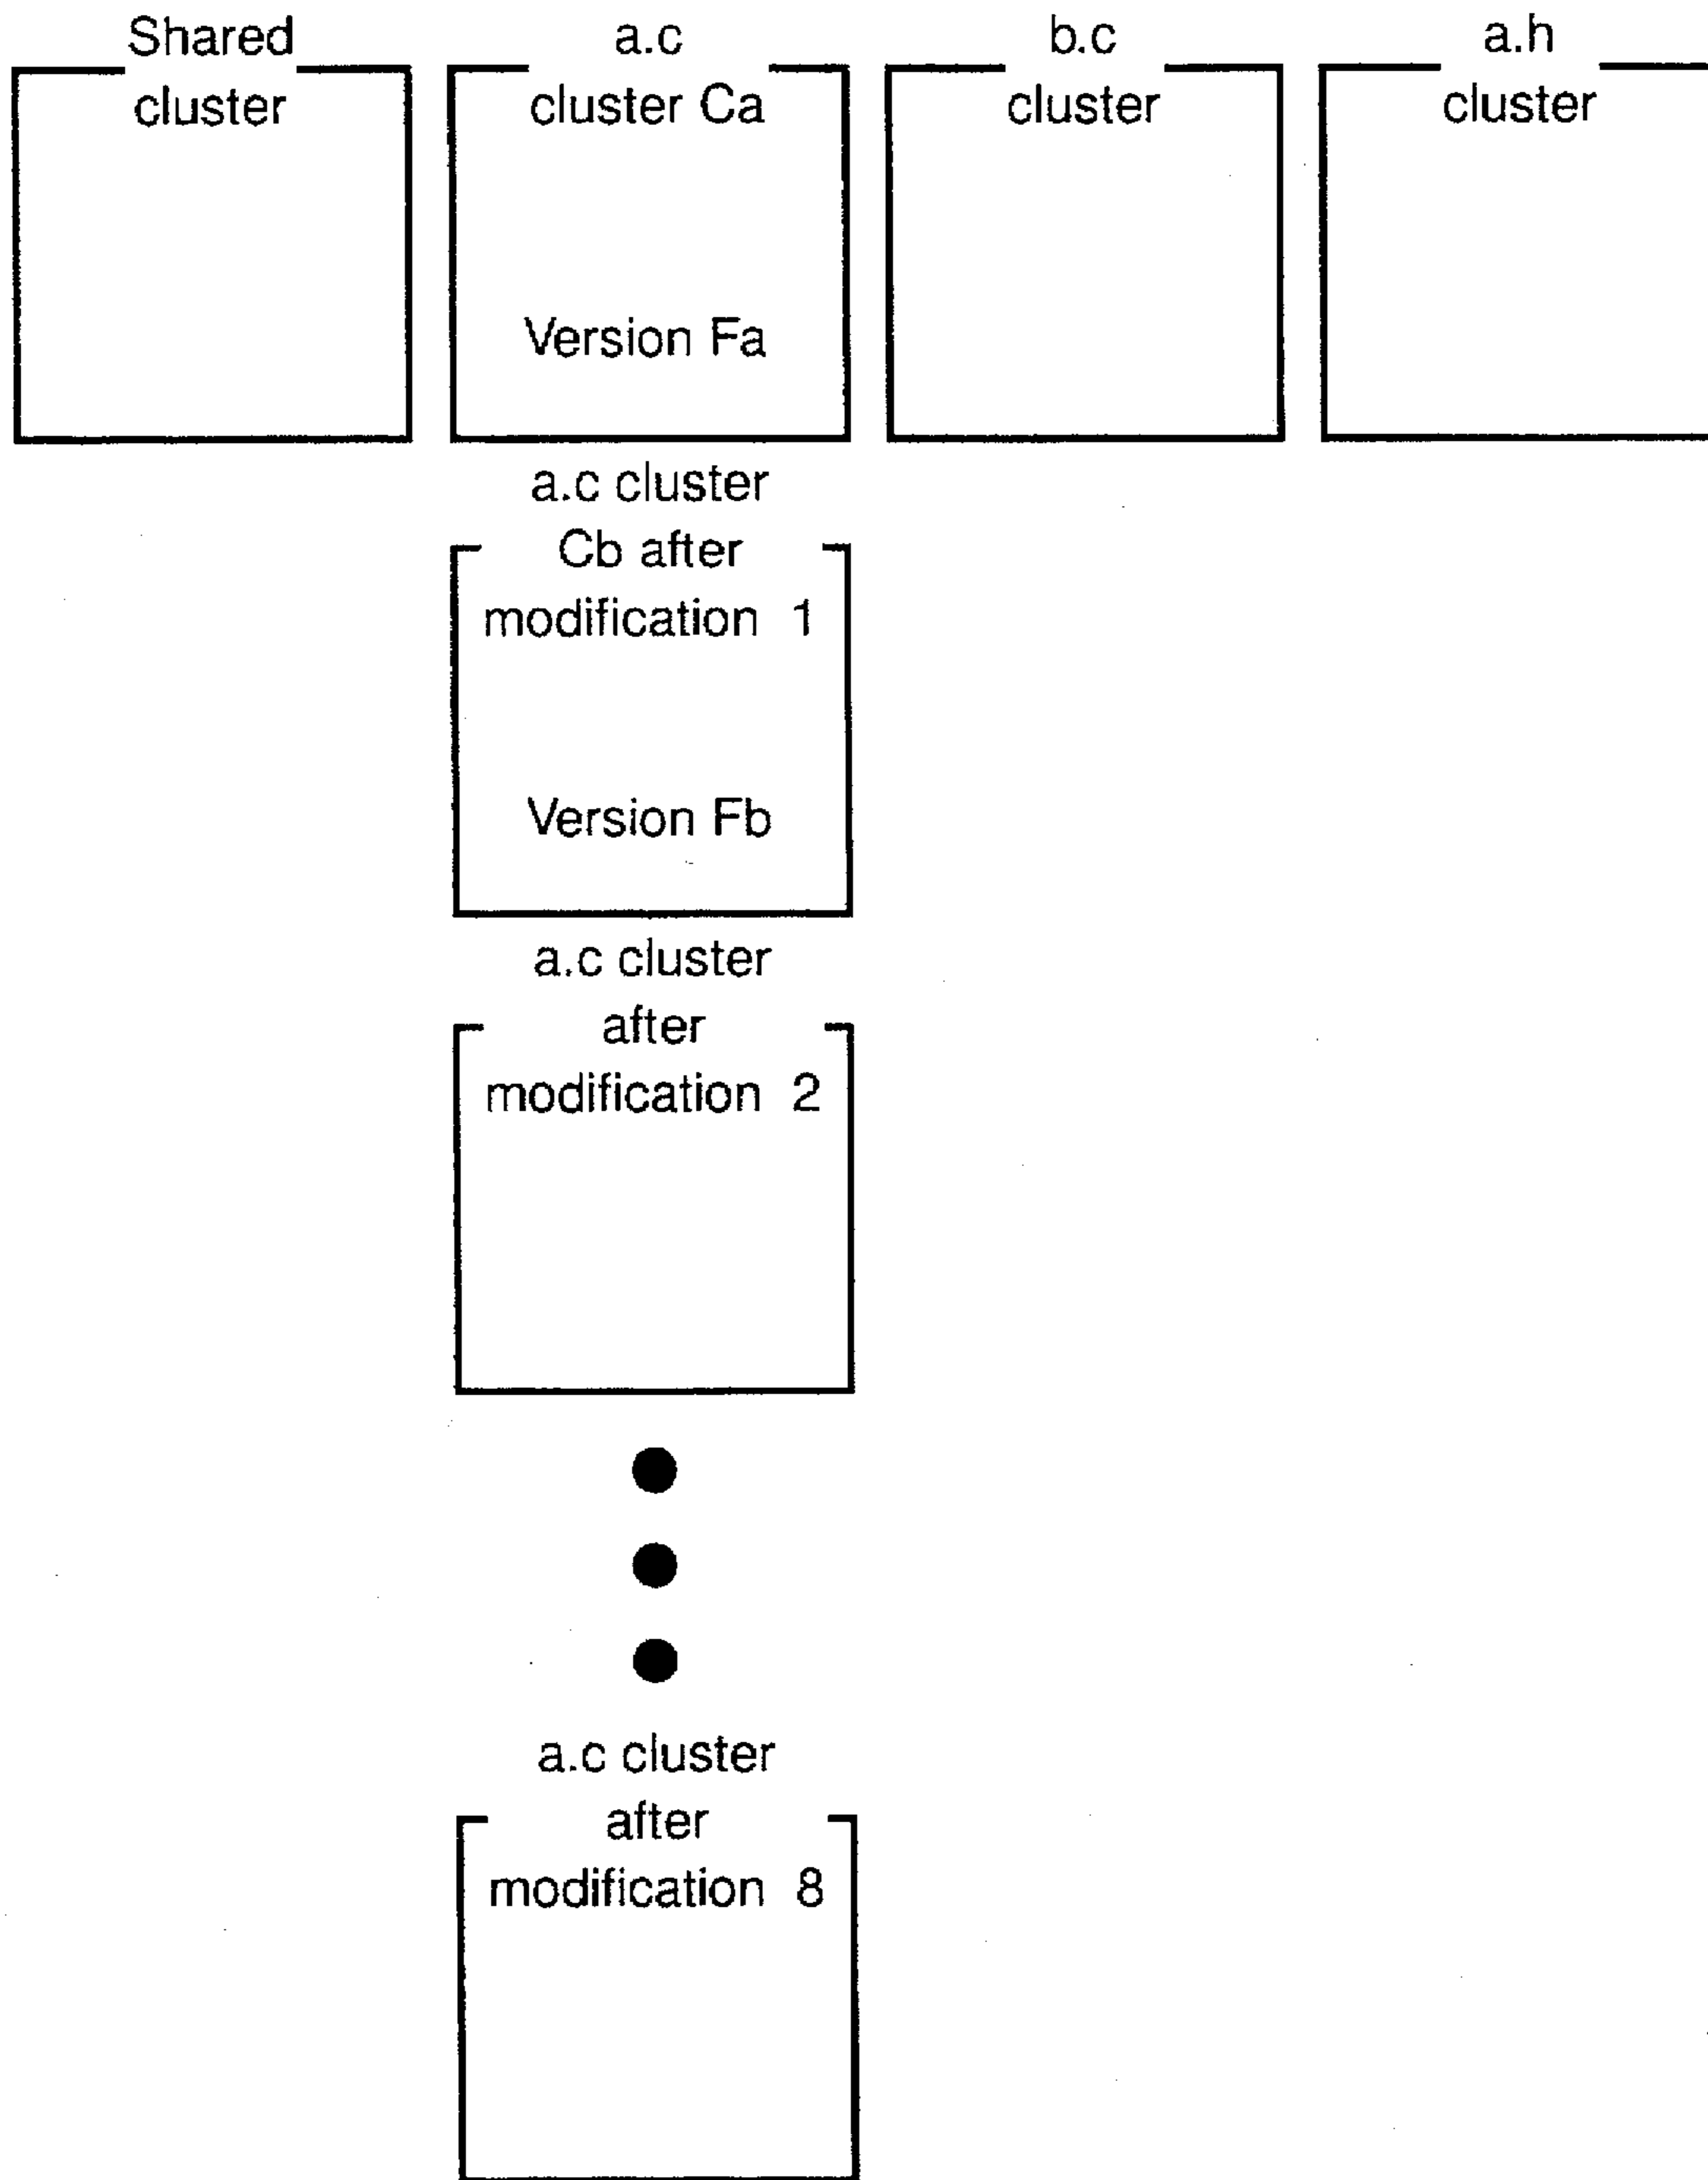 Shared
cluster
a.c
cluster Ca
Version Fa
b.c
cluster
a.h
cluster
a.c cluster
Cb after
modification 1
Version Fb
a.c cluster
after
modification 2
a.c cluster
after
modification 8